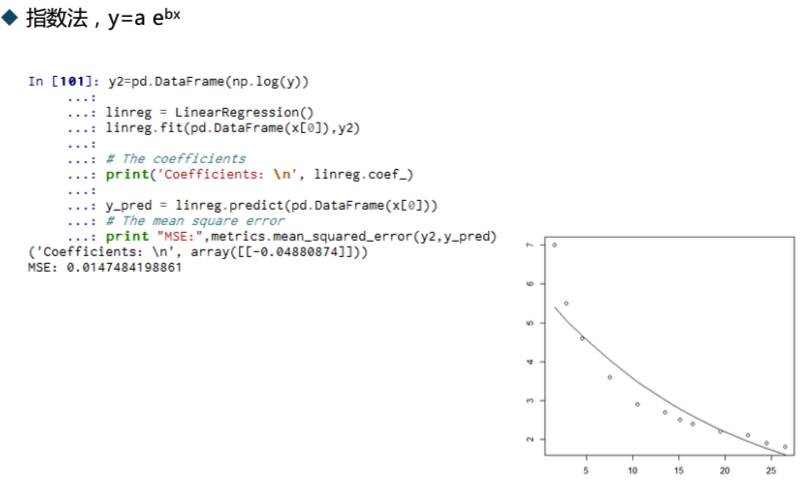 指数法，y=a eᵇˣ
In [101]: y2=pd.DataFrame(np.log(y))
...:
...: linreg = LinearRegression()
...: linreg.fit(pd.DataFrame(x[0]),y2)
...:
...: # The coefficients
...: print('Coefficients: \n', linreg.coef_)
...:
...: y_pred = linreg.predict(pd.DataFrame(x[0]))
...: # The mean square error
...: print "MSE:",metrics.mean_squared_error(y2,y_pred)
('Coefficients: \n', array([[-0.04880874]]))
MSE: 0.0147484198861
7
6
5
4
3
2
5 10 15 20 25